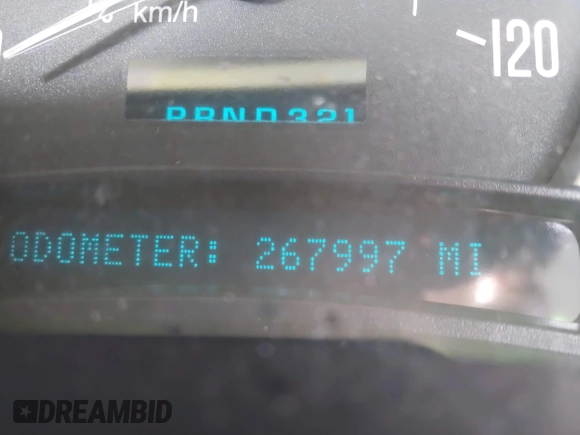 km/h
120
PRND321
ODOMETER: 267997 MI
DREAMBID